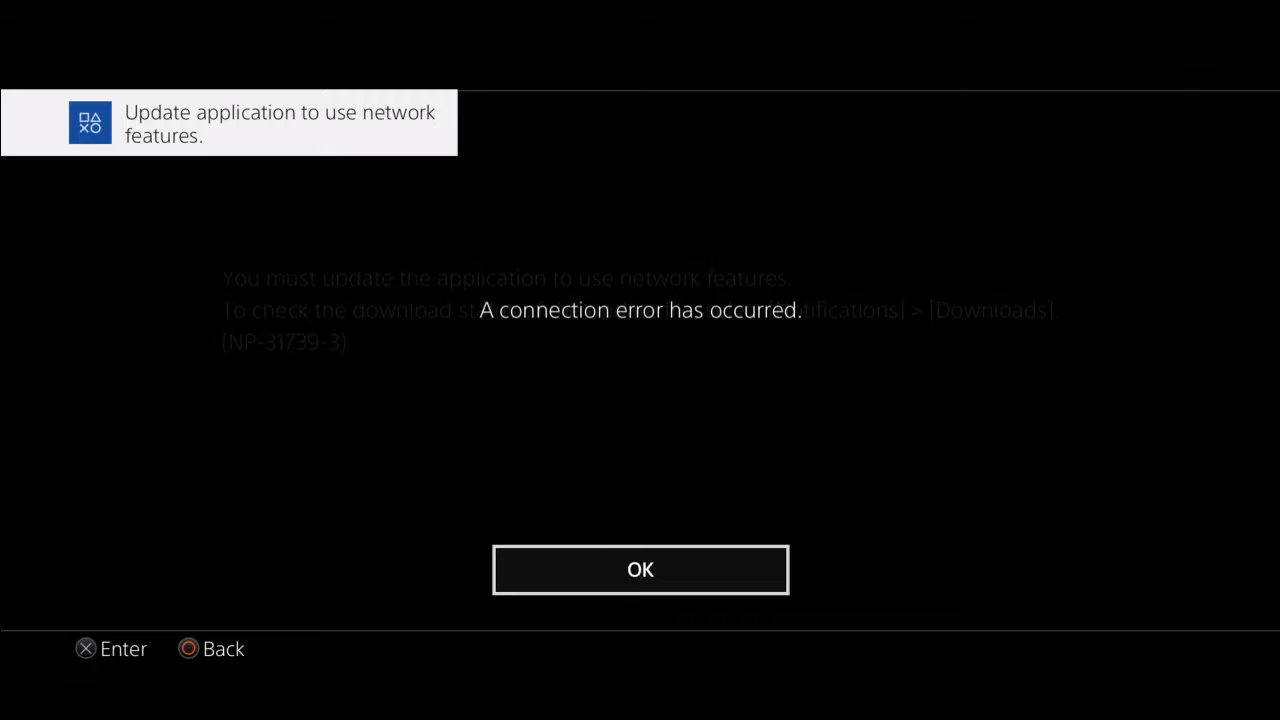 Update application to use network
features.
You must update the application to use network features.
To check the download st
A connection error has occurred.
otifications] > [Downloads].
(NP-31739-3)
OK
Enter
Back